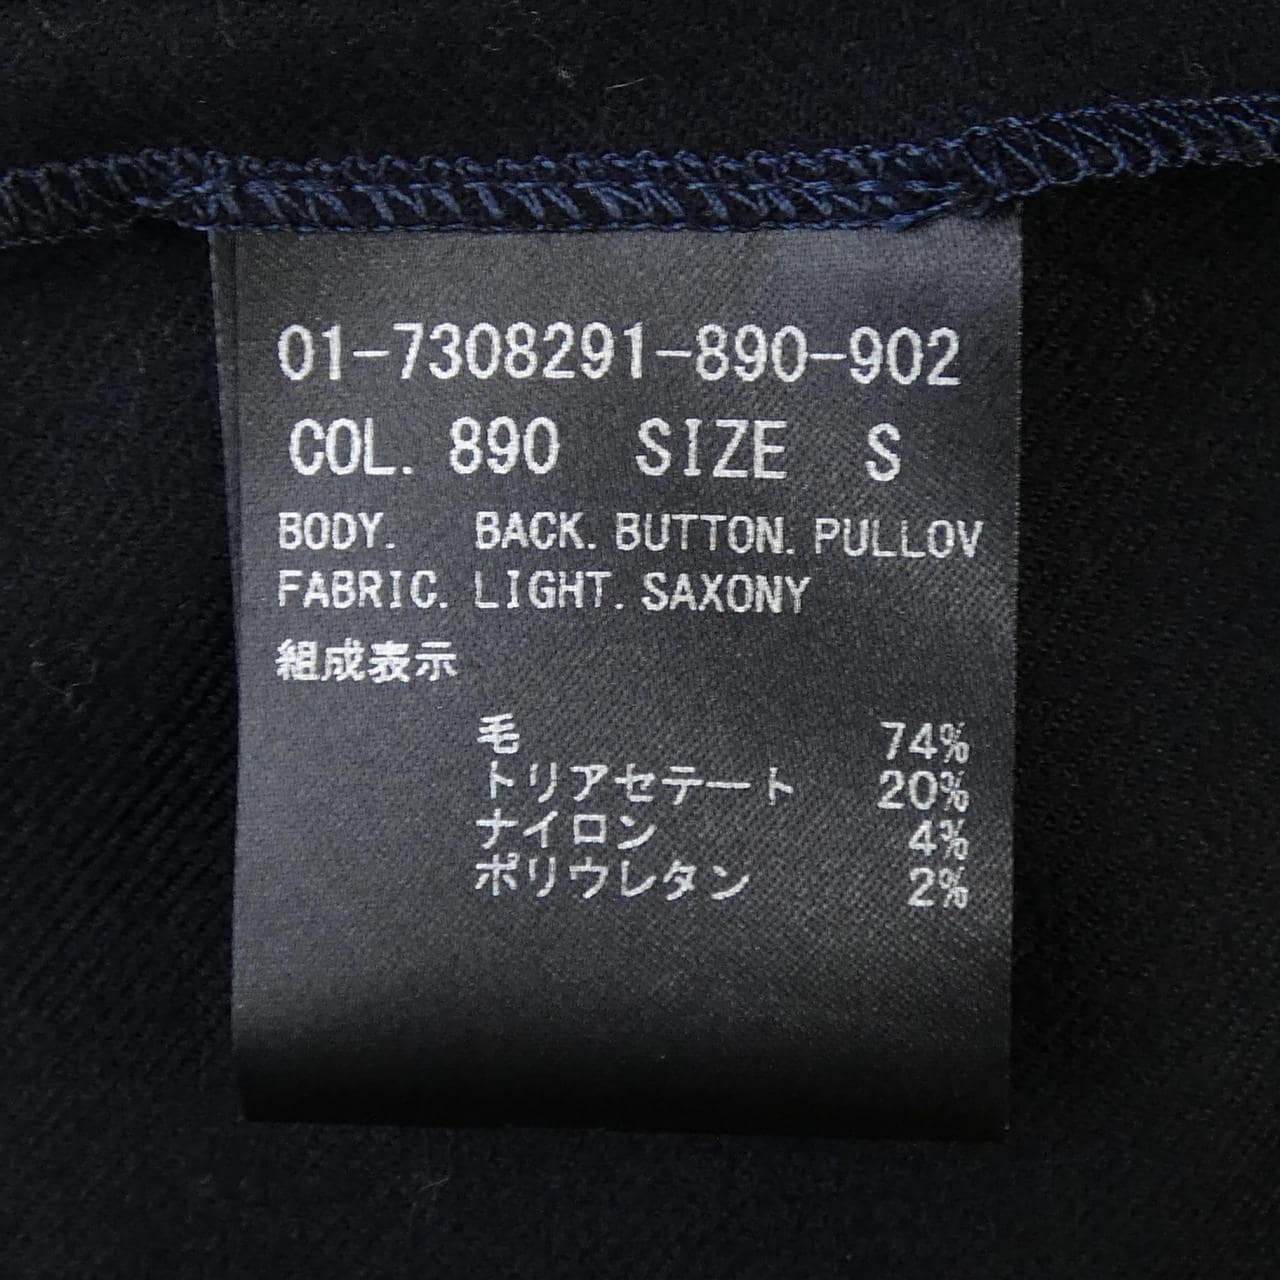 01-7308291-890-902
COL. 890 SIZE S
BODY. BACK. BUTTON. PULLOV
FABRIC. LIGHT. SAXONY
組成表示
毛 74%
トリアセテート 20%
ナイロン 4%
ポリウレタン 2%